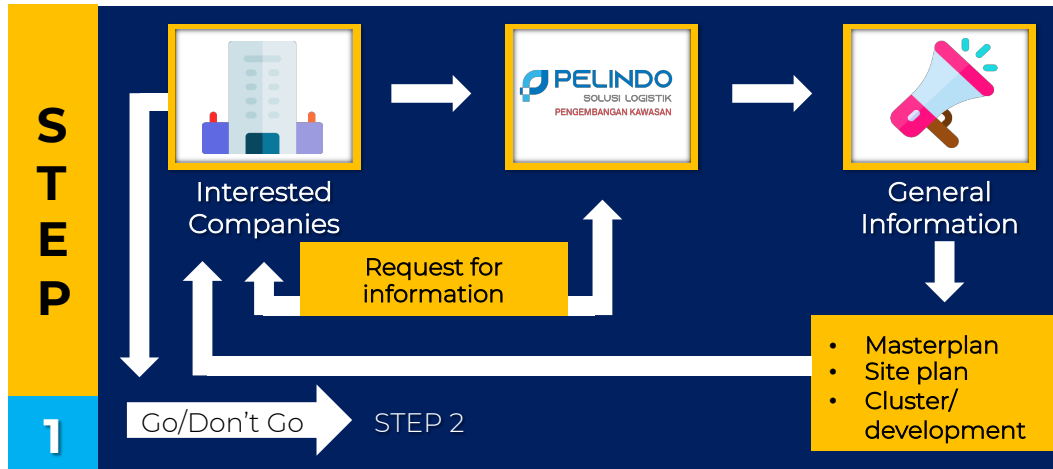 STEP
1
PELINDO
SOLUSI LOGISTIK
PENGEMBANGAN KAWASAN
Interested
Companies
General
Information
Request for
information
• Masterplan
• Site plan
• Cluster/
development
Go/Don't Go
STEP 2